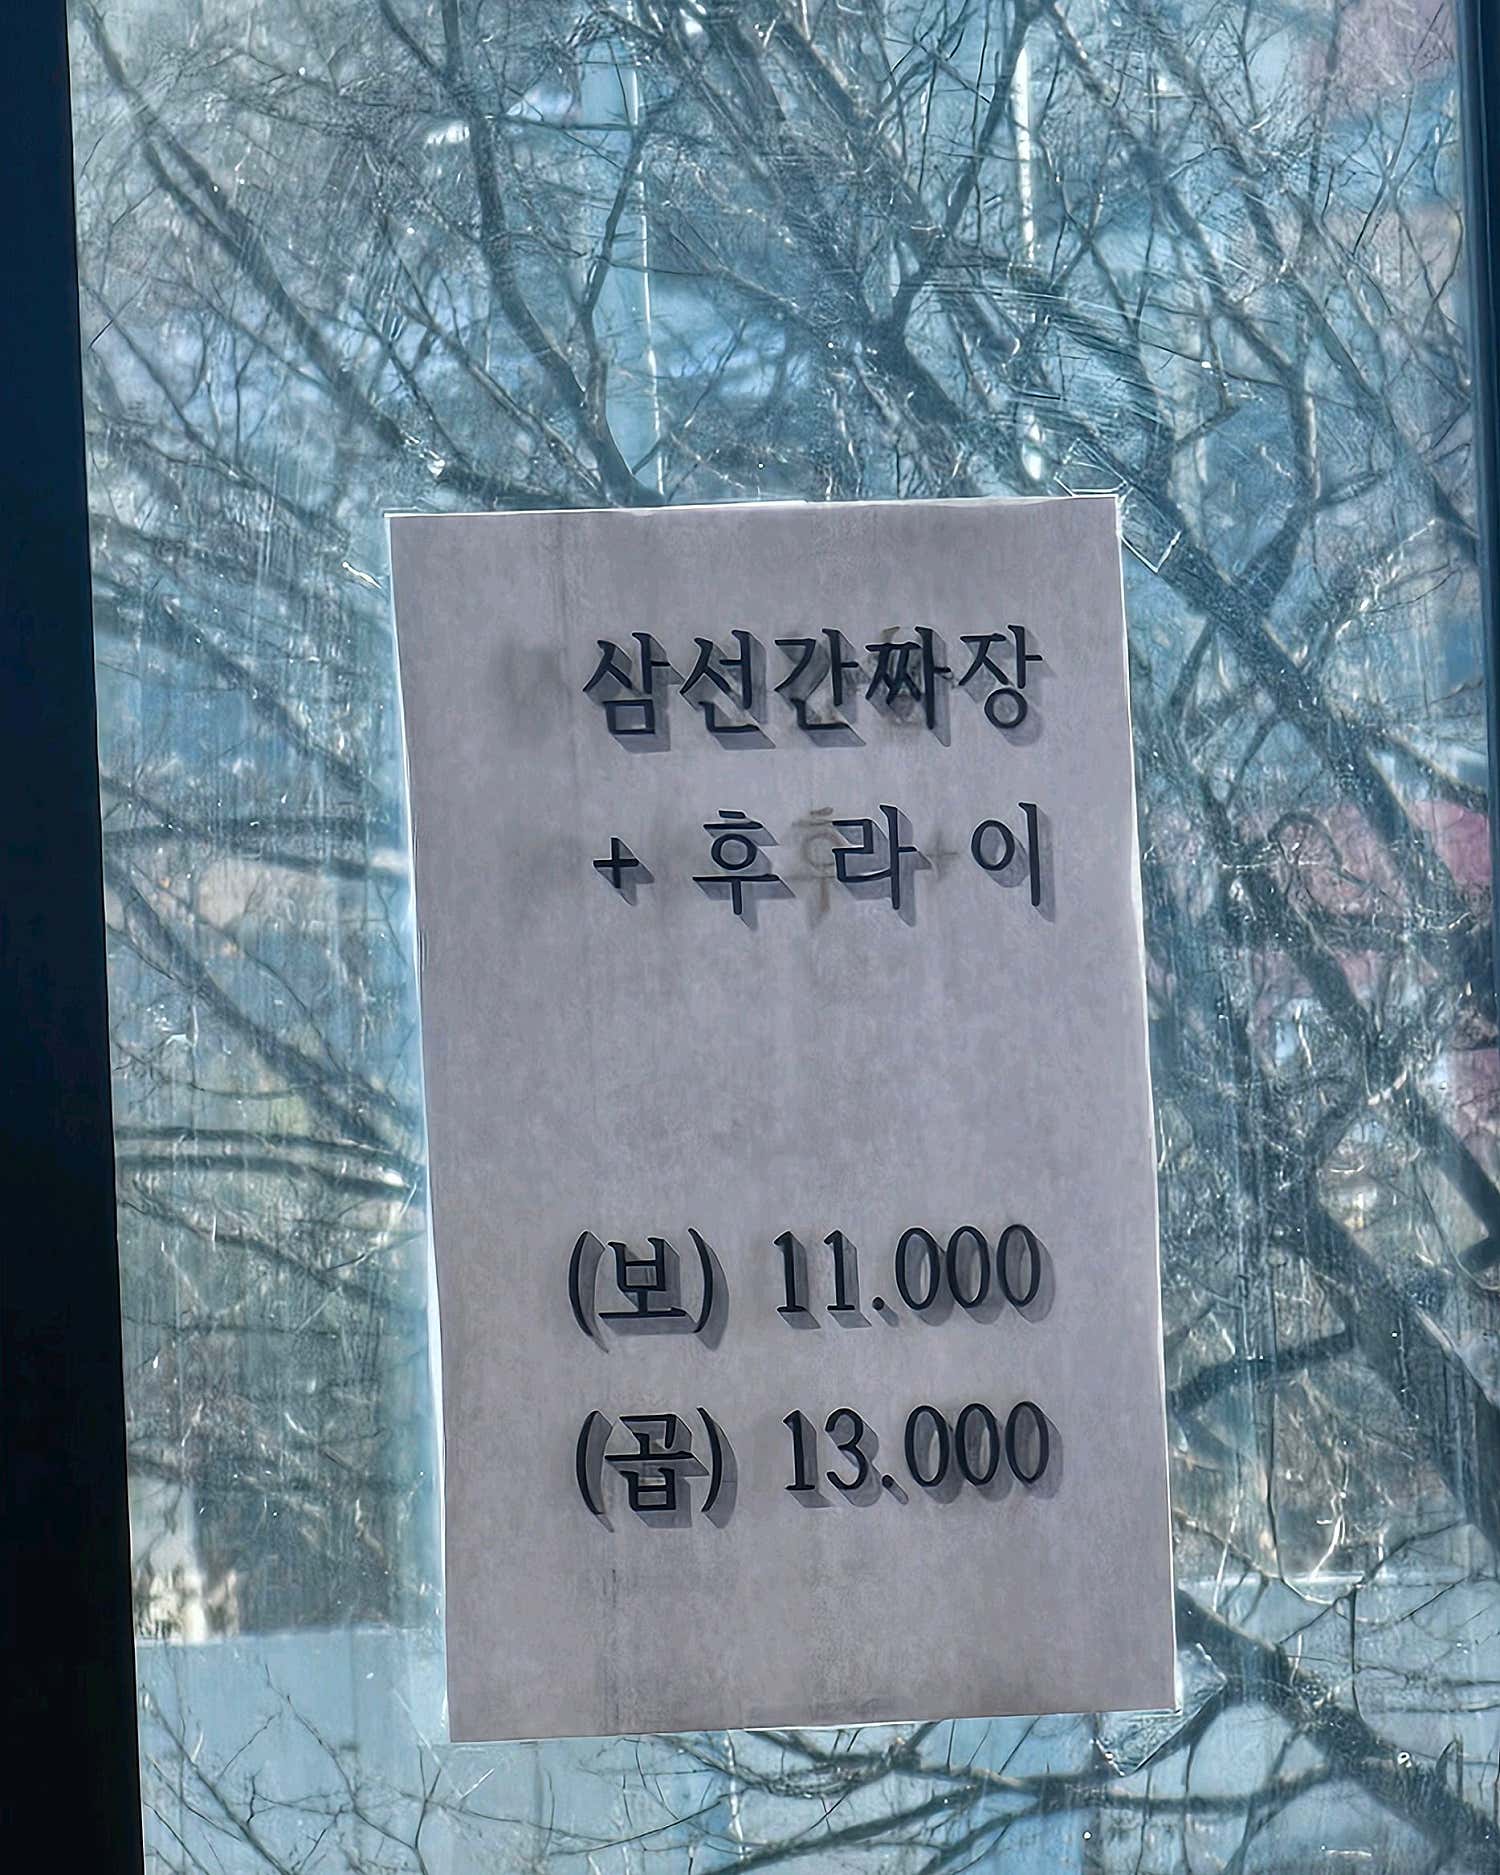 삼선간짜장
+ 후라이
(보) 11.000
(곱) 13.000